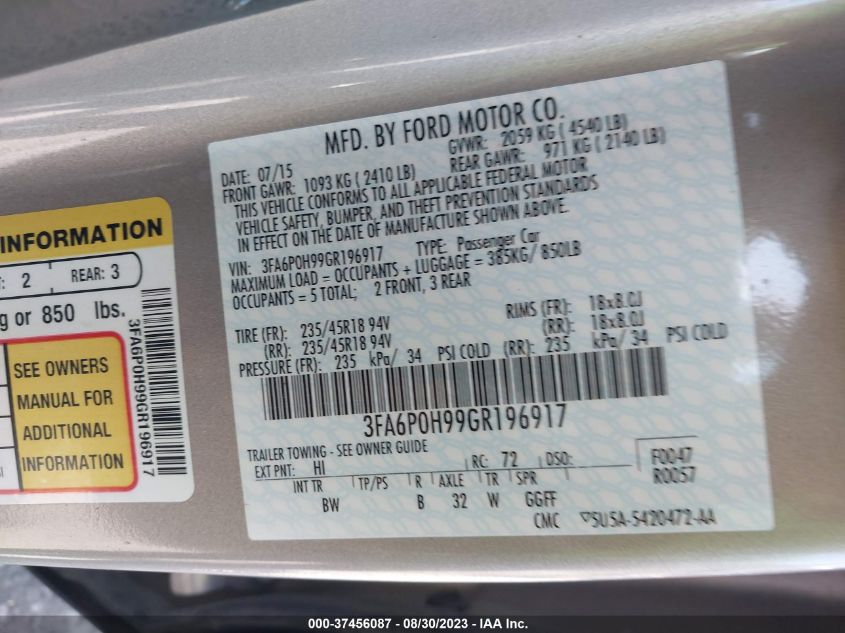 INFORMATION
T: 2 REAR: 3
g or 850 lbs.
SEE OWNERS
MANUAL FOR
ADDITIONAL
INFORMATION
3FA6P0H99GR196917
MFD. BY FORD MOTOR CO.
DATE: 07/15 GVWR: 2059 KG ( 4540 LB)
FRONT GAWR: 1093 KG ( 2410 LB) REAR GAWR: 971 KG ( 2140 LB)
THIS VEHICLE CONFORMS TO ALL APPLICABLE FEDERAL MOTOR
VEHICLE SAFETY, BUMPER, AND THEFT PREVENTION STANDARDS
IN EFFECT ON THE DATE OF MANUFACTURE SHOWN ABOVE.
VIN: 3FA6P0H99GR196917 TYPE: Passenger Car
MAXIMUM LOAD = OCCUPANTS + LUGGAGE = 385KG/ 850LB
OCCUPANTS = 5 TOTAL; 2 FRONT, 3 REAR
TIRE (FR): 235/45R18 94V RIMS (FR): 18x8.0J
(RR): 235/45R18 94V (RR): 18x8.0J
PRESSURE (FR): 235 kPa/ 34 PSI COLD (RR): 235 kPa/ 34 PSI COLD
3FA6P0H99GR196917
TRAILER TOWING - SEE OWNER GUIDE
EXT PNT: HI RC: 72 DSO: F0047
R0057
INT TR TP/PS R AXLE TR SPR
BW B 32 W GGFF
CMC 5U5A-5420472-AA
000-37456087 - 08/30/2023 - IAA Inc.